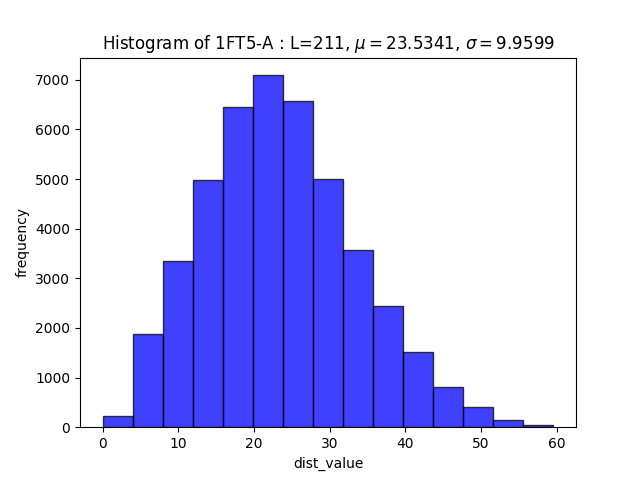 Histogram of 1FT5-A : L=211, μ = 23.5341, σ = 9.9599
7000
6000
5000
4000
3000
2000
1000
0
frequency
0 10 20 30 40 50 60
dist_value